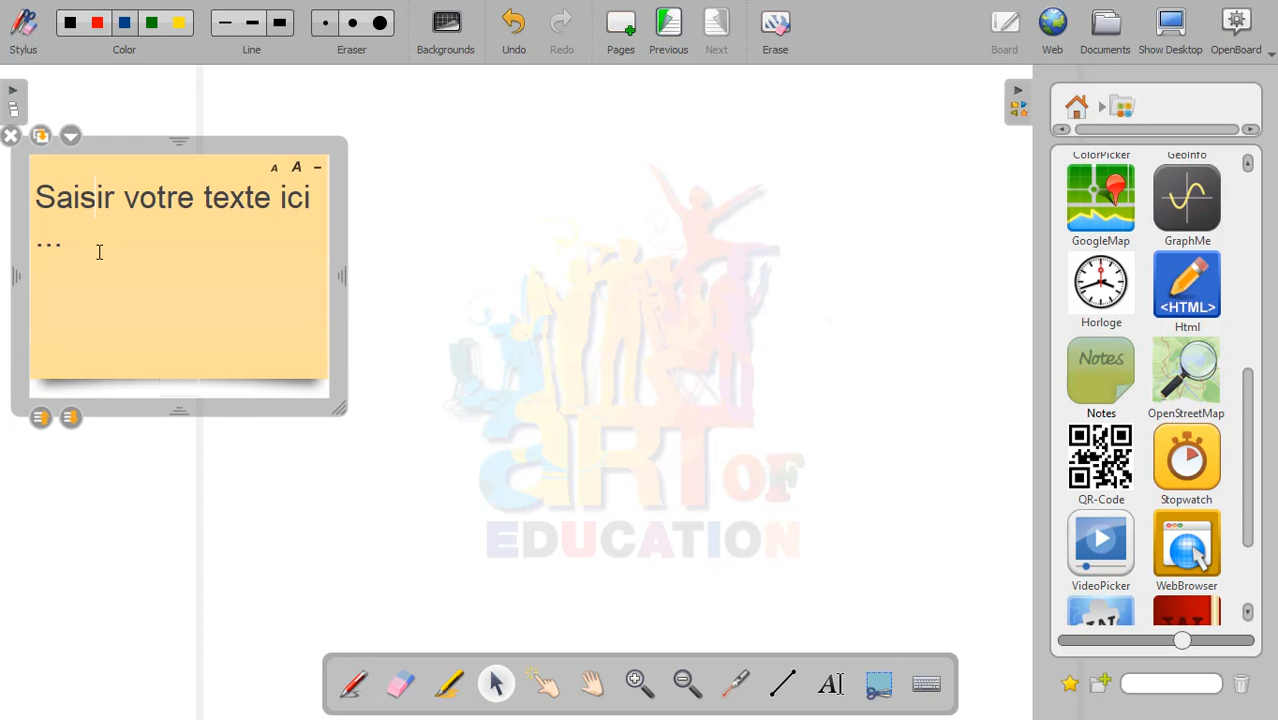 Stylus Color Line Eraser Backgrounds Undo Redo Pages Previous Next Erase Board Web Documents Show Desktop OpenBoard
A A −
Saisir votre texte ici
...
ART OF
EDUCATION
ColorPicker GeoInfo
GoogleMap GraphMe
<HTML>
Horloge Html
Notes
Notes OpenStreetMap
QR-Code Stopwatch
VideoPicker WebBrowser
W W
AI